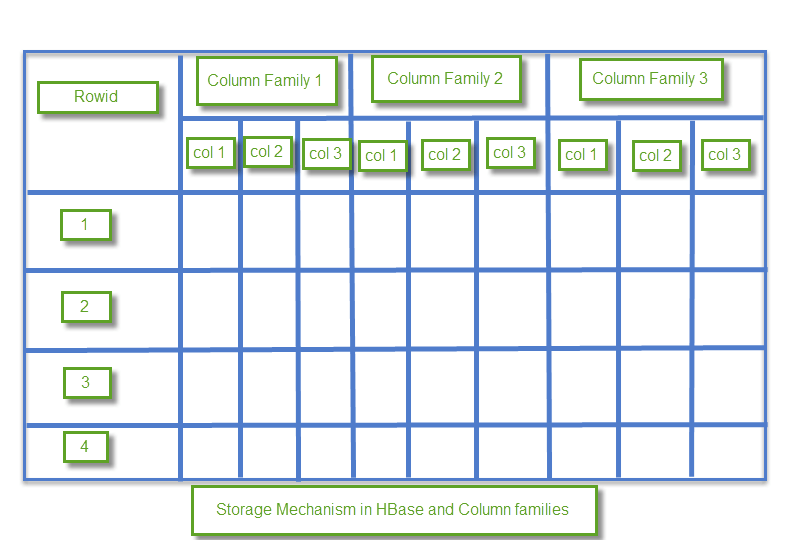 Rowid
Column Family 1
Column Family 2
Column Family 3
col 1
col 2
col 3
col 1
col 2
col 3
col 1
col 2
col 3
1
2
3
4
Storage Mechanism in HBase and Column families